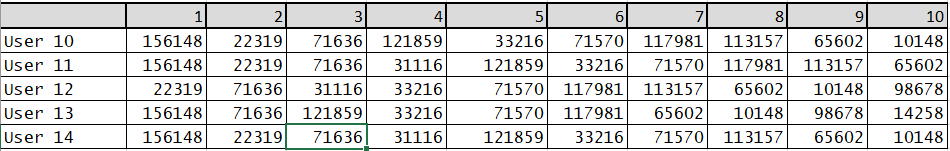 1 2 3 4 5 6 7 8 9 10
User 10 156148 22319 71636 121859 33216 71570 117981 113157 65602 10148
User 11 156148 22319 71636 31116 121859 33216 71570 117981 113157 65602
User 12 22319 71636 31116 33216 71570 117981 113157 65602 10148 98678
User 13 156148 71636 121859 33216 71570 117981 65602 10148 98678 14258
User 14 156148 22319 71636 31116 121859 33216 71570 113157 65602 10148